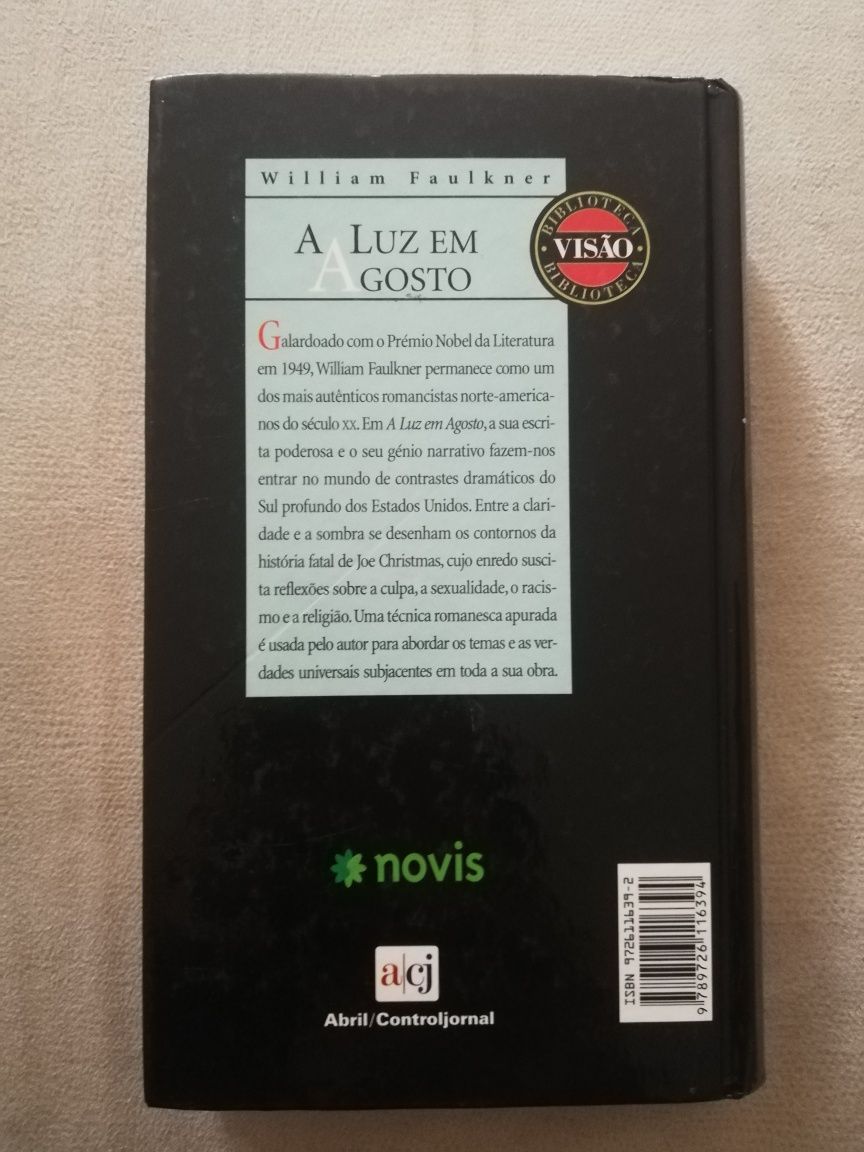 William Faulkner
A LUZ EM
AGOSTO
BIBLIOTECA
VISÃO
BIBLIOTECA
Galardoado com o Prémio Nobel da Literatura
em 1949, William Faulkner permanece como um
dos mais autênticos romancistas norte-america-
nos do século XX. Em A Luz em Agosto, a sua escri-
ta poderosa e o seu génio narrativo fazem-nos
entrar no mundo de contrastes dramáticos do
Sul profundo dos Estados Unidos. Entre a clari-
dade e a sombra se desenham os contornos da
história fatal de Joe Christmas, cujo enredo susci-
ta reflexões sobre a culpa, a sexualidade, o racis-
mo e a religião. Uma técnica romanesca apurada
é usada pelo autor para abordar os temas e as ver-
dades universais subjacentes em toda a sua obra.
novis
a/cj
Abril/Controljornal
ISBN 972611639-2
9 789726 116394